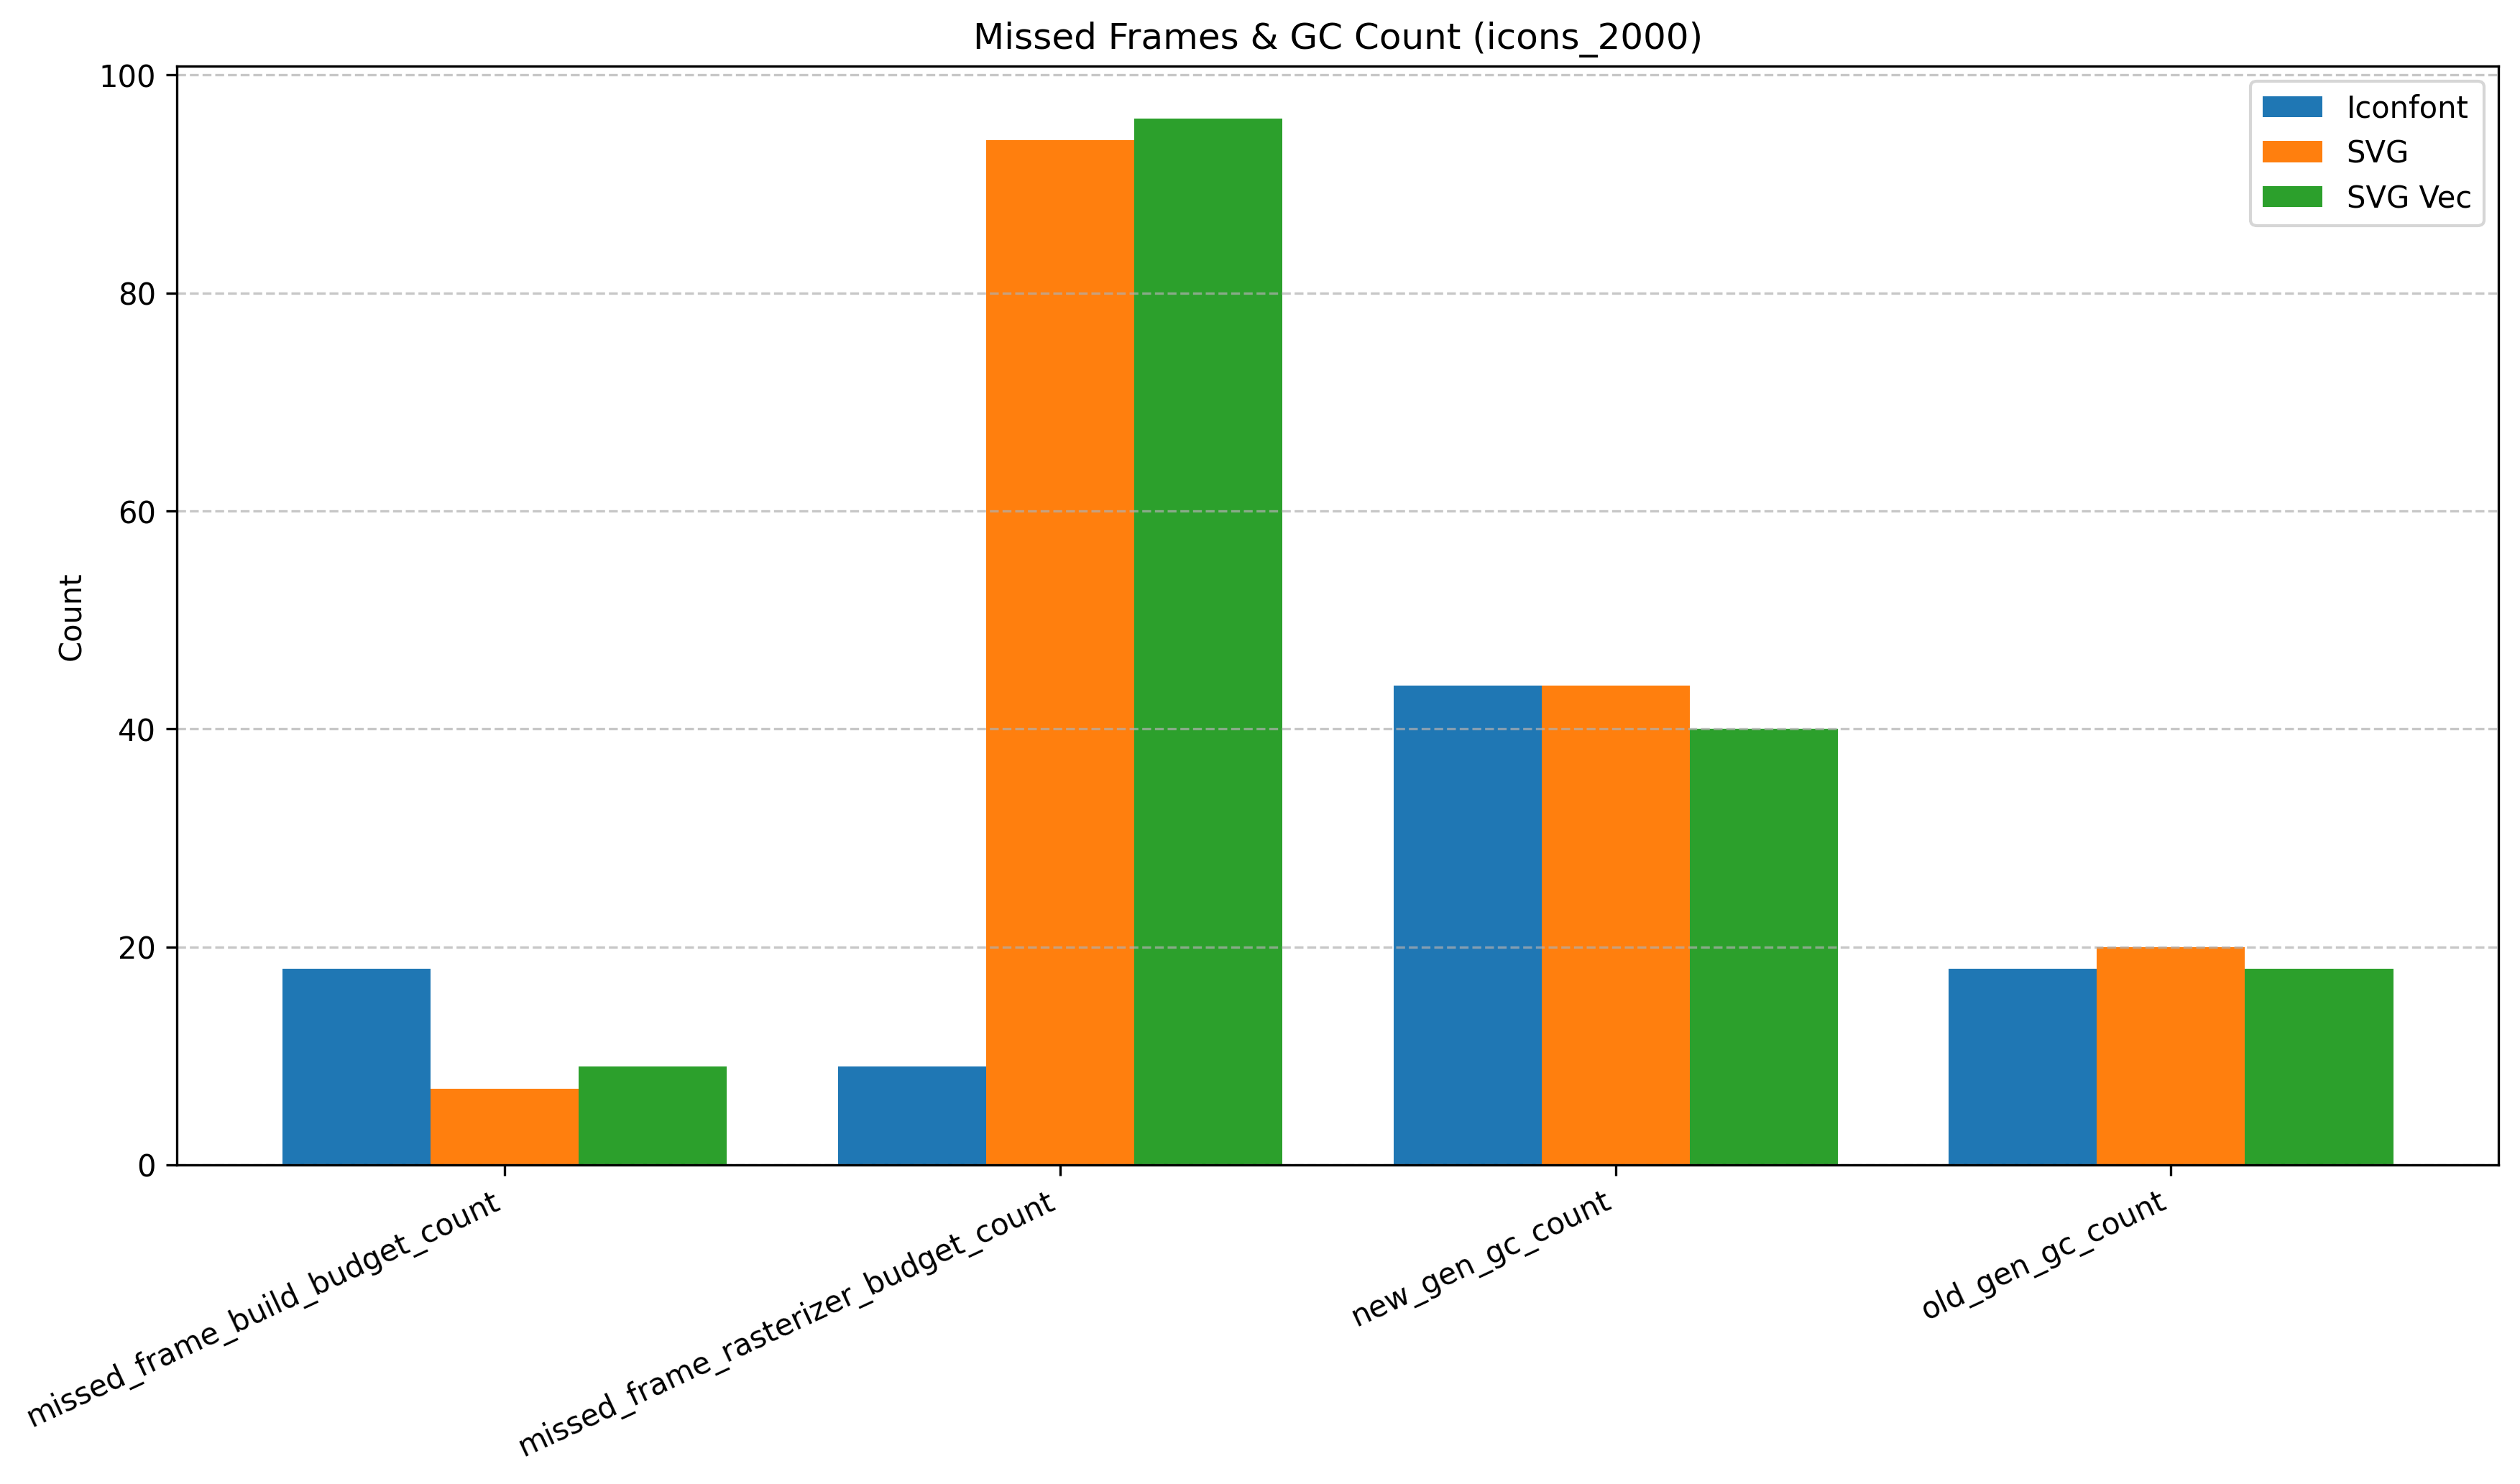 Missed Frames & GC Count (icons_2000)
100
80
60
40
20
0
Count
Iconfont
SVG
SVG Vec
missed_frame_build_budget_count
missed_frame_rasterizer_budget_count
new_gen_gc_count
old_gen_gc_count